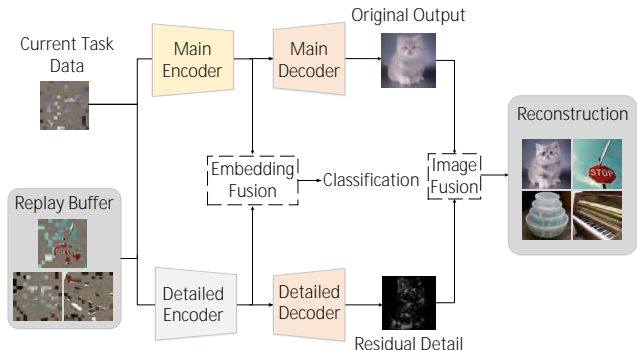 Original Output
Current Task
Data
Main
Encoder
Main
Decoder
Reconstruction
STOP
Embedding
Fusion
Classification
Image
Fusion
Replay Buffer
Detailed
Encoder
Detailed
Decoder
Residual Detail